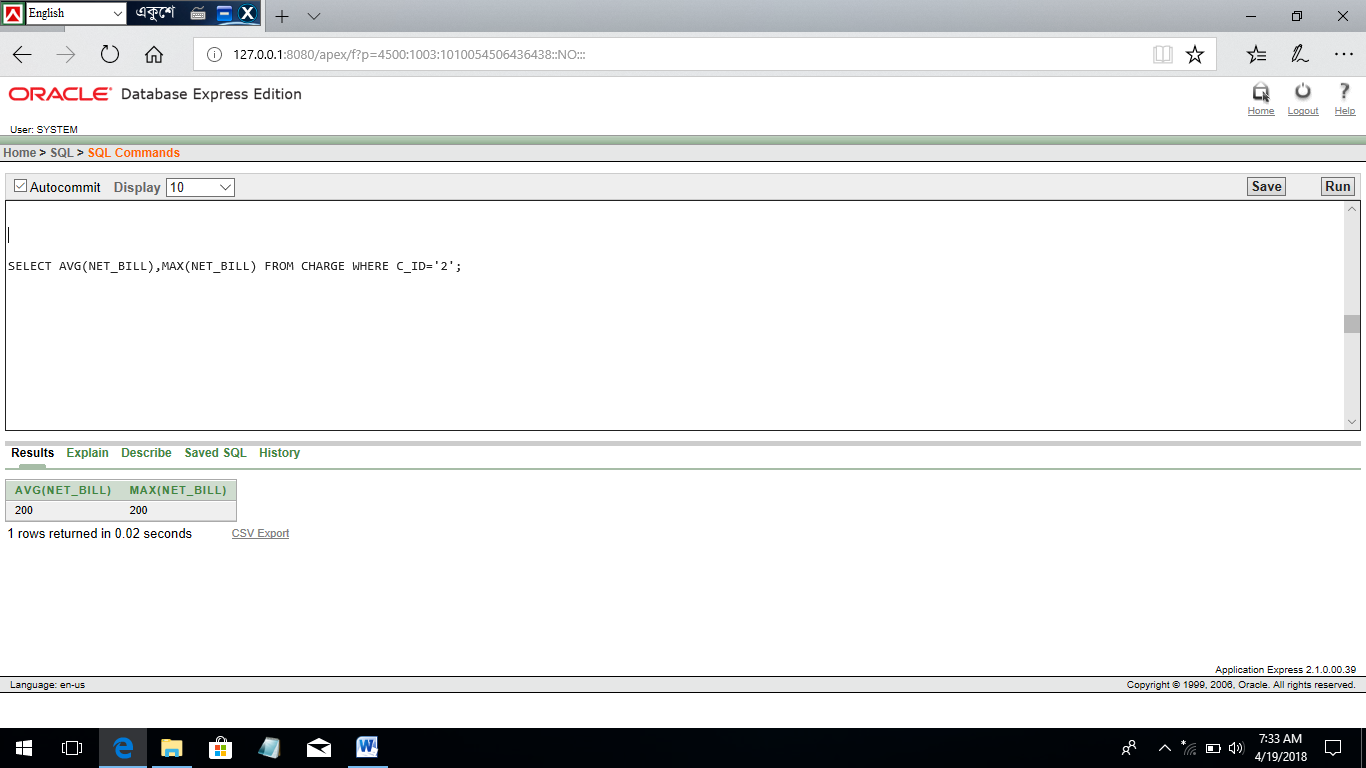 English
একুশে
127.0.0.1:8080/apex/f?p=4500:1003:1010054506436438::NO:::
ORACLE Database Express Edition
Home Logout Help
User: SYSTEM
Home > SQL > SQL Commands
Autocommit Display 10 Save Run
SELECT AVG(NET_BILL),MAX(NET_BILL) FROM CHARGE WHERE C_ID='2';
Results Explain Describe Saved SQL History
AVG(NET_BILL) MAX(NET_BILL)
200 200
1 rows returned in 0.02 seconds CSV Export
Application Express 2.1.0.00.39
Language: en-us Copyright © 1999, 2006, Oracle. All rights reserved.
7:33 AM
4/19/2018